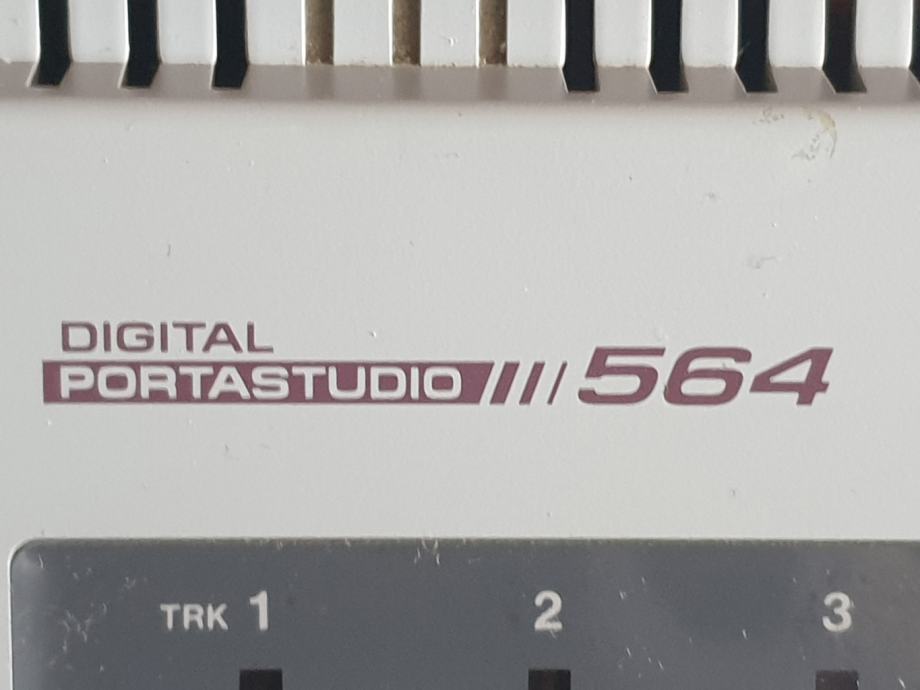 DIGITAL
PORTASTUDIO 564
TRK 1 2 3